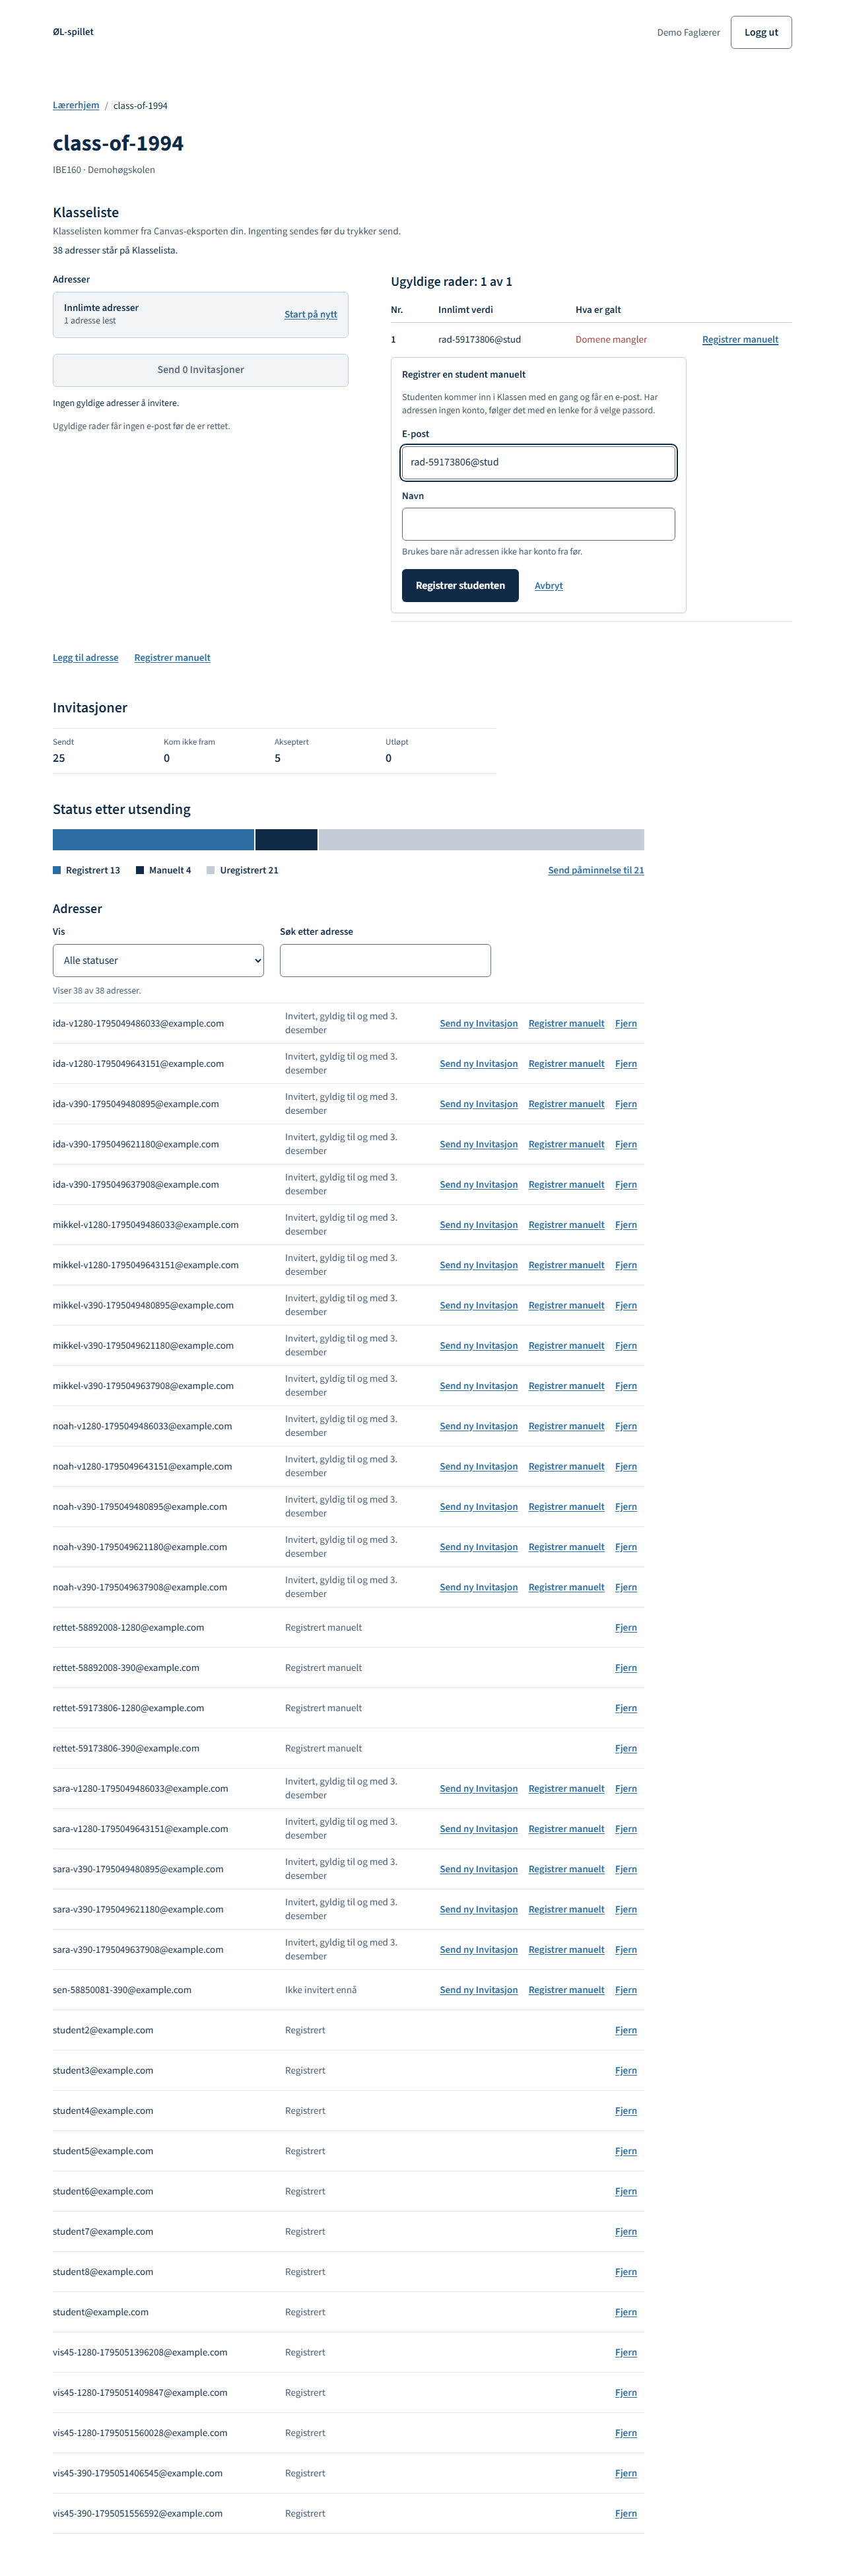 ØL-spillet
Demo Faglærer
Logg ut
Lærerhjem / class-of-1994
class-of-1994
IBE160 · Demohøgskolen
Klasseliste
Klasselisten kommer fra Canvas-eksporten din. Ingenting sendes før du trykker send.
38 adresser står på Klasselista.
Adresser
Innlimte adresser
1 adresse lest
Start på nytt
Send 0 Invitasjoner
Ingen gyldige adresser å invitere.
Ugyldige rader får ingen e-post før de er rettet.
Ugyldige rader: 1 av 1
Nr. Innlimt verdi Hva er galt
1 rad-59173806@stud Domene mangler Registrer manuelt
Registrer en student manuelt
Studenten kommer inn i Klassen med en gang og får en e-post. Har
adressen ingen konto, følger det med en lenke for å velge passord.
E-post
rad-59173806@stud
Navn
Brukes bare når adressen ikke har konto fra før.
Registrer studenten Avbryt
Legg til adresse Registrer manuelt
Invitasjoner
Sendt Kom ikke fram Akseptert Utløpt
25 0 5 0
Status etter utsending
Registrert 13 Manuelt 4 Uregistrert 21 Send påminnelse til 21
Adresser
Vis Søk etter adresse
Alle statuser
Viser 38 av 38 adresser.
ida-v1280-1795049486033@example.com Invitert, gyldig til og med 3. desember Send ny Invitasjon Registrer manuelt Fjern
ida-v1280-1795049643151@example.com Invitert, gyldig til og med 3. desember Send ny Invitasjon Registrer manuelt Fjern
ida-v390-1795049480895@example.com Invitert, gyldig til og med 3. desember Send ny Invitasjon Registrer manuelt Fjern
ida-v390-1795049621180@example.com Invitert, gyldig til og med 3. desember Send ny Invitasjon Registrer manuelt Fjern
ida-v390-1795049637908@example.com Invitert, gyldig til og med 3. desember Send ny Invitasjon Registrer manuelt Fjern
mikkel-v1280-1795049486033@example.com Invitert, gyldig til og med 3. desember Send ny Invitasjon Registrer manuelt Fjern
mikkel-v1280-1795049643151@example.com Invitert, gyldig til og med 3. desember Send ny Invitasjon Registrer manuelt Fjern
mikkel-v390-1795049480895@example.com Invitert, gyldig til og med 3. desember Send ny Invitasjon Registrer manuelt Fjern
mikkel-v390-1795049621180@example.com Invitert, gyldig til og med 3. desember Send ny Invitasjon Registrer manuelt Fjern
mikkel-v390-1795049637908@example.com Invitert, gyldig til og med 3. desember Send ny Invitasjon Registrer manuelt Fjern
noah-v1280-1795049486033@example.com Invitert, gyldig til og med 3. desember Send ny Invitasjon Registrer manuelt Fjern
noah-v1280-1795049643151@example.com Invitert, gyldig til og med 3. desember Send ny Invitasjon Registrer manuelt Fjern
noah-v390-1795049480895@example.com Invitert, gyldig til og med 3. desember Send ny Invitasjon Registrer manuelt Fjern
noah-v390-1795049621180@example.com Invitert, gyldig til og med 3. desember Send ny Invitasjon Registrer manuelt Fjern
noah-v390-1795049637908@example.com Invitert, gyldig til og med 3. desember Send ny Invitasjon Registrer manuelt Fjern
rettet-58892008-1280@example.com Registrert manuelt Fjern
rettet-58892008-390@example.com Registrert manuelt Fjern
rettet-59173806-1280@example.com Registrert manuelt Fjern
rettet-59173806-390@example.com Registrert manuelt Fjern
sara-v1280-1795049486033@example.com Invitert, gyldig til og med 3. desember Send ny Invitasjon Registrer manuelt Fjern
sara-v1280-1795049643151@example.com Invitert, gyldig til og med 3. desember Send ny Invitasjon Registrer manuelt Fjern
sara-v390-1795049480895@example.com Invitert, gyldig til og med 3. desember Send ny Invitasjon Registrer manuelt Fjern
sara-v390-1795049621180@example.com Invitert, gyldig til og med 3. desember Send ny Invitasjon Registrer manuelt Fjern
sara-v390-1795049637908@example.com Invitert, gyldig til og med 3. desember Send ny Invitasjon Registrer manuelt Fjern
sen-58850081-390@example.com Ikke invitert ennå Send ny Invitasjon Registrer manuelt Fjern
student2@example.com Registrert Fjern
student3@example.com Registrert Fjern
student4@example.com Registrert Fjern
student5@example.com Registrert Fjern
student6@example.com Registrert Fjern
student7@example.com Registrert Fjern
student8@example.com Registrert Fjern
student@example.com Registrert Fjern
vis45-1280-1795051396208@example.com Registrert Fjern
vis45-1280-1795051409847@example.com Registrert Fjern
vis45-1280-1795051560028@example.com Registrert Fjern
vis45-390-1795051406545@example.com Registrert Fjern
vis45-390-1795051556592@example.com Registrert Fjern